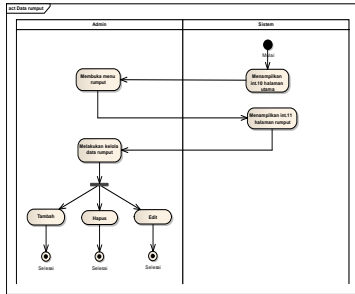 act Data rumput
Admin
Sistem
Mulai
Menampilkan
int.10 halaman
utama
Membuka menu
rumput
Menampilkan int.11
halaman rumput
Melakukan kelola
data rumput
Tambah
Hapus
Edit
Selesai
Selesai
Selesai